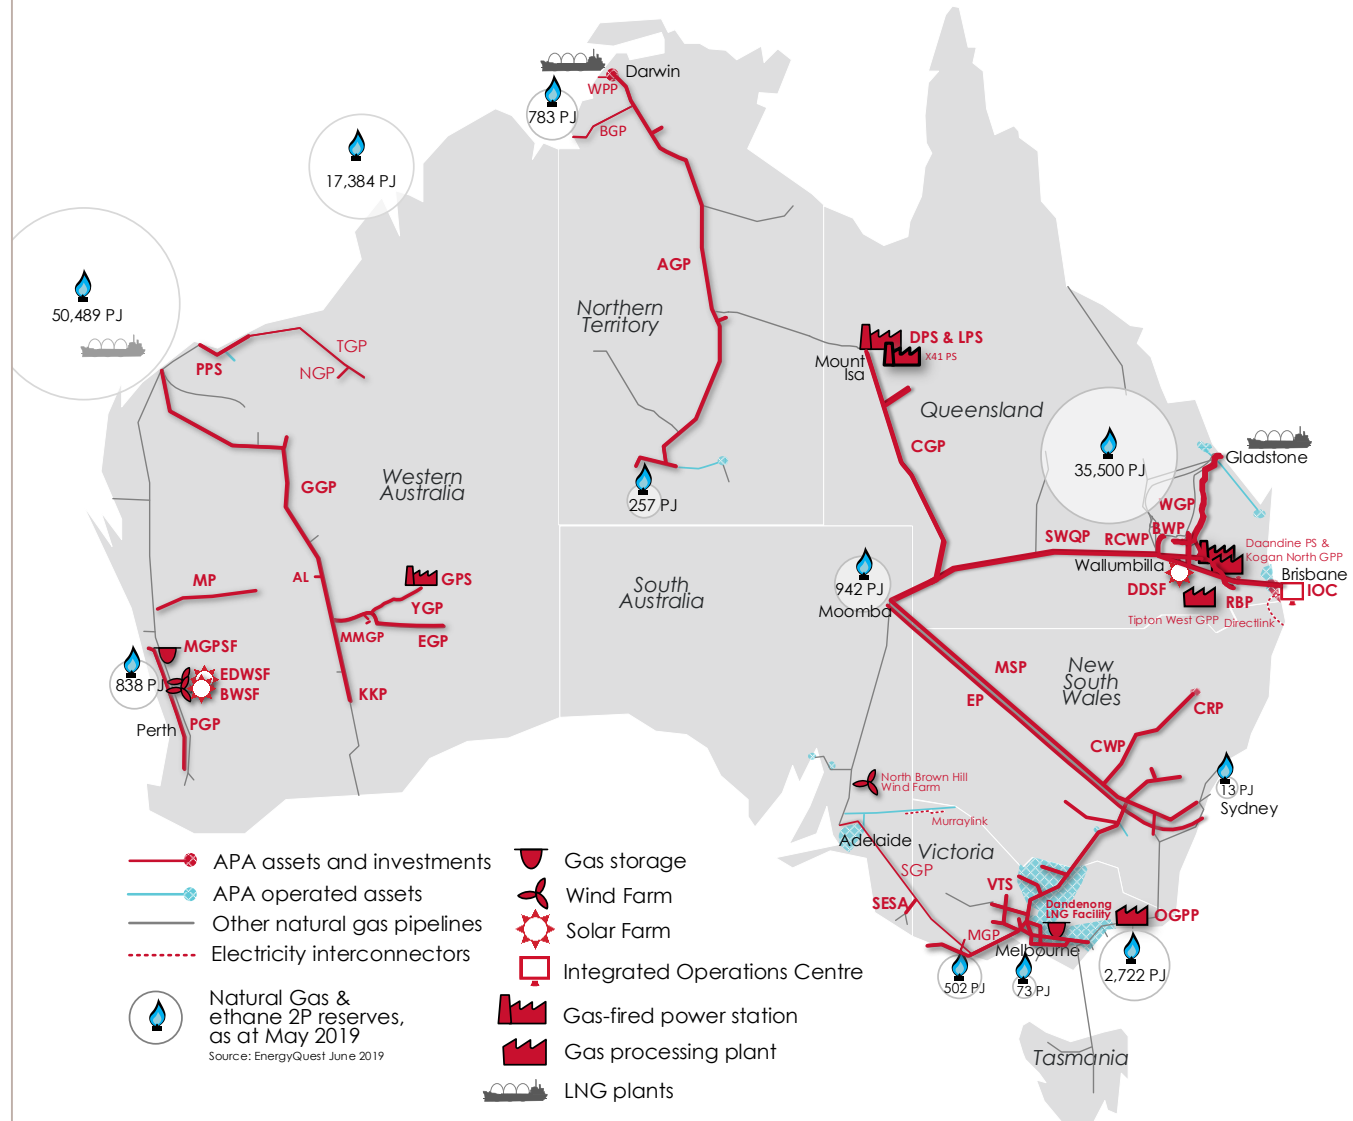 Darwin
WPP
783 PJ
BGP
17,384 PJ
AGP
50,489 PJ
Northern
Territory
TGP
PPS
NGP
DPS & LPS
X41 PS
Mount
Isa
Queensland
CGP
35,500 PJ
Gladstone
Western
Australia
GGP
257 PJ
WGP
BWP
SWQP
RCWP
Daandine PS &
Kogan North GPP
Wallumbilla
Brisbane
IOC
DDSF
RBP
Tipton West GPP
Directlink
AL
MP
GPS
YGP
MMGP
EGP
South
Australia
942 PJ
Moomba
MGPSF
EDWSF
BWSF
838 PJ
KKP
PGP
Perth
MSP
EP
New
South
Wales
CRP
CWP
North Brown Hill
Wind Farm
13 PJ
Sydney
Murraylink
Adelaide
Victoria
SGP
VTS
SESA
Dandenong
LNG Facility
OGPP
MGP
Melbourne
502 PJ
73 PJ
2,722 PJ
Tasmania
APA assets and investments
APA operated assets
Other natural gas pipelines
Electricity interconnectors
Natural Gas &
ethane 2P reserves,
as at May 2019
Source: EnergyQuest June 2019
Gas storage
Wind Farm
Solar Farm
Integrated Operations Centre
Gas-fired power station
Gas processing plant
LNG plants